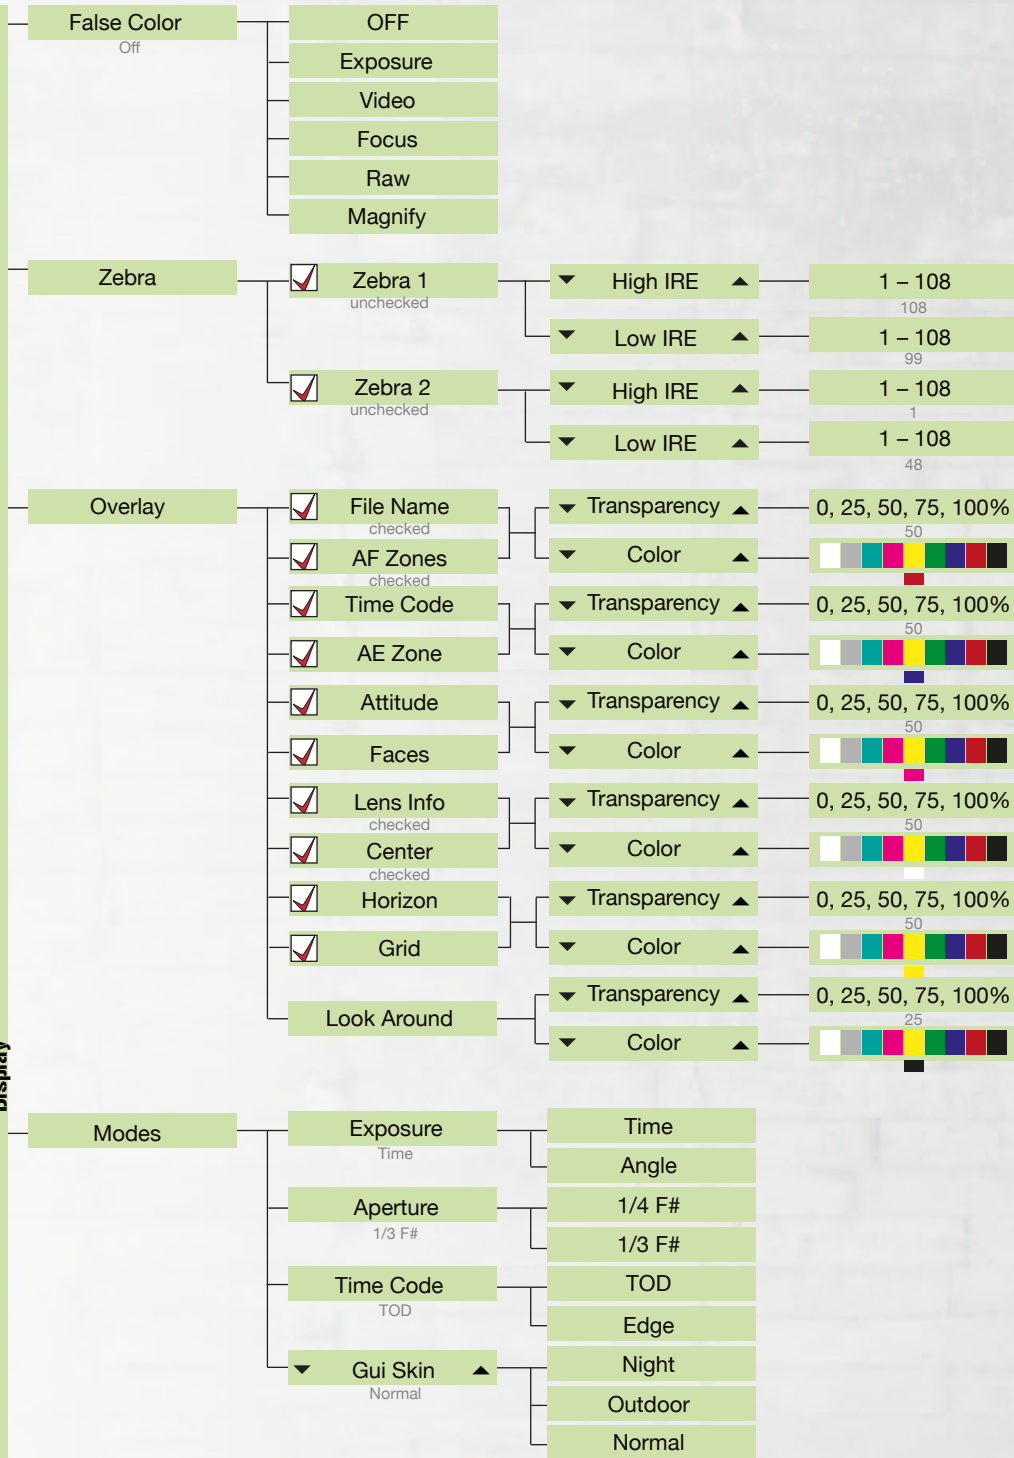 False Color
Off
OFF
Exposure
Video
Focus
Raw
Magnify
Zebra
Zebra 1
unchecked
High IRE
1 – 108
108
Low IRE
1 – 108
99
Zebra 2
unchecked
High IRE
1 – 108
1
Low IRE
1 – 108
48
Overlay
File Name
checked
Transparency
0, 25, 50, 75, 100%
50
AF Zones
checked
Color
Time Code
Transparency
0, 25, 50, 75, 100%
50
AE Zone
Color
Attitude
Transparency
0, 25, 50, 75, 100%
50
Faces
Color
Lens Info
checked
Transparency
0, 25, 50, 75, 100%
50
Center
checked
Color
Horizon
Transparency
0, 25, 50, 75, 100%
50
Grid
Color
Look Around
Transparency
0, 25, 50, 75, 100%
25
Color
Display
Modes
Exposure
Time
Time
Angle
Aperture
1/3 F#
1/4 F#
1/3 F#
Time Code
TOD
TOD
Edge
Gui Skin
Normal
Night
Outdoor
Normal